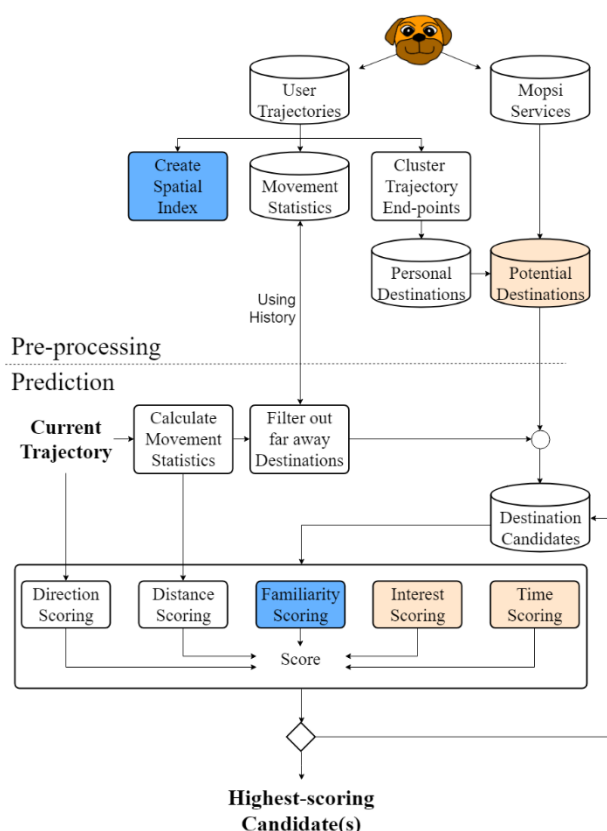 User
Trajectories
Mopsi
Services
Create
Spatial
Index
Movement
Statistics
Cluster
Trajectory
End-points
Personal
Destinations
Potential
Destinations
Using
History
Pre-processing
Prediction
Current
Trajectory
Calculate
Movement
Statistics
Filter out
far away
Destinations
Destination
Candidates
Direction
Scoring
Distance
Scoring
Familiarity
Scoring
Interest
Scoring
Time
Scoring
Score
Highest-scoring
Candidate(s)